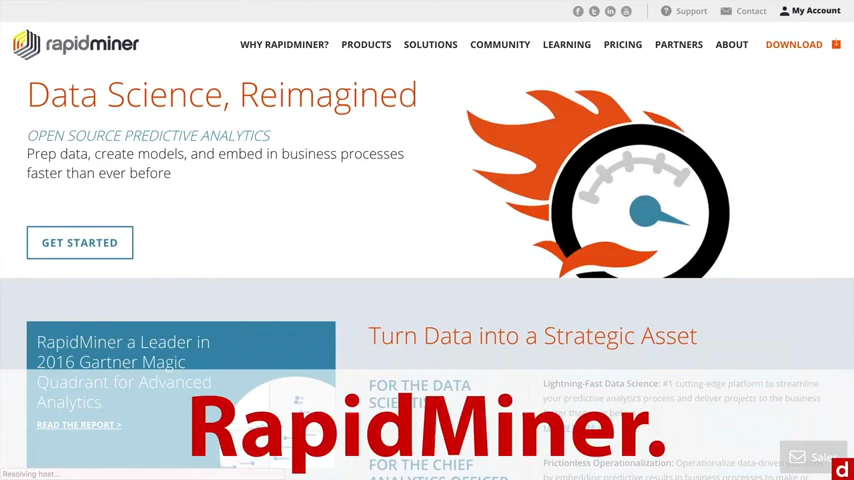 Support
Contact
My Account
rapidminer
WHY RAPIDMINER? PRODUCTS SOLUTIONS COMMUNITY LEARNING PRICING PARTNERS ABOUT DOWNLOAD
Data Science, Reimagined
OPEN SOURCE PREDICTIVE ANALYTICS
Prep data, create models, and embed in business processes
faster than ever before
GET STARTED
RapidMiner a Leader in
2016 Gartner Magic
Quadrant for Advanced
Analytics
READ THE REPORT >
Turn Data into a Strategic Asset
FOR THE DATA
SCIENTIST
Lightning-Fast Data Science: #1 cutting-edge platform to streamline
your predictive analytics process and deliver projects to the business
faster than
FOR THE CHIEF
ANALYTICS OFFICER
Frictionless Operationalization: Operationalize data-driven
by embedding predictive results in business processes to make or
RapidMiner.
Sales
Resolving host...
d